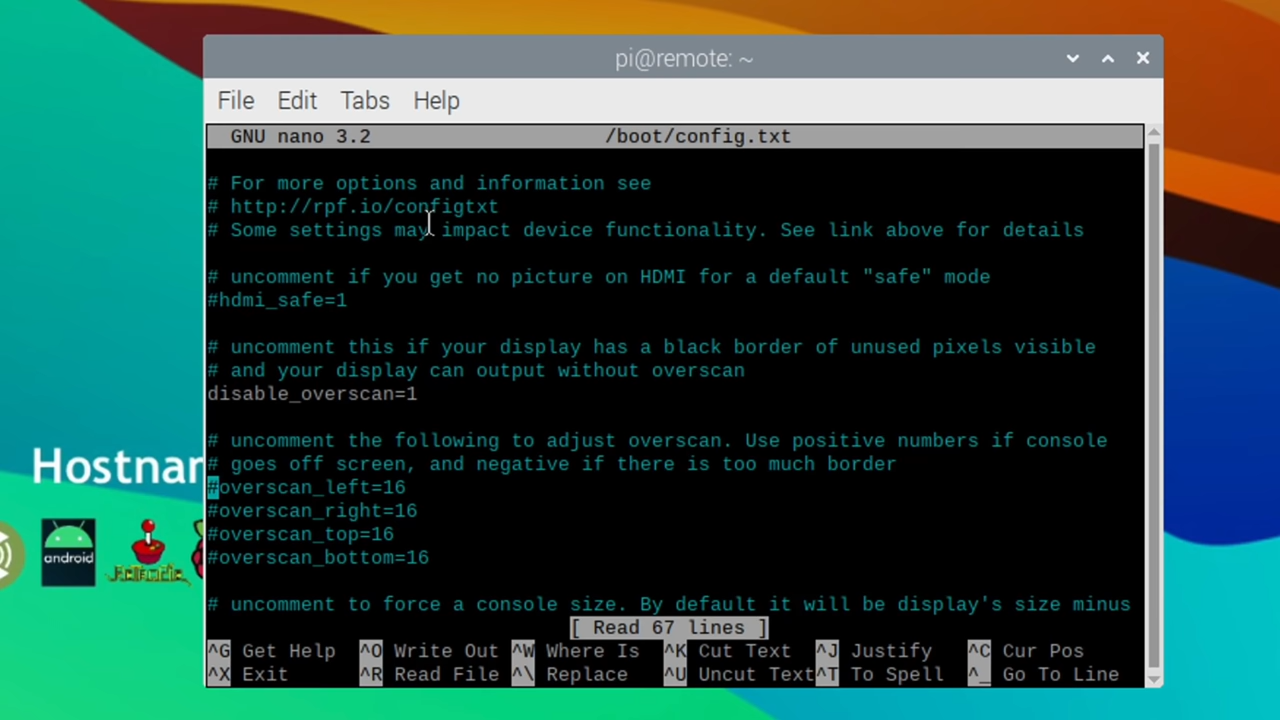 pi@remote: ~
File Edit Tabs Help
GNU nano 3.2 /boot/config.txt
# For more options and information see
# http://rpf.io/configtxt
# Some settings may impact device functionality. See link above for details
# uncomment if you get no picture on HDMI for a default "safe" mode
#hdmi_safe=1
# uncomment this if your display has a black border of unused pixels visible
# and your display can output without overscan
disable_overscan=1
# uncomment the following to adjust overscan. Use positive numbers if console
# goes off screen, and negative if there is too much border
#overscan_left=16
#overscan_right=16
#overscan_top=16
#overscan_bottom=16
# uncomment to force a console size. By default it will be display's size minus
[ Read 67 lines ]
^G Get Help ^O Write Out ^W Where Is ^K Cut Text ^J Justify ^C Cur Pos
^X Exit ^R Read File ^\ Replace ^U Uncut Text ^T To Spell ^_ Go To Line
Hostnar
android